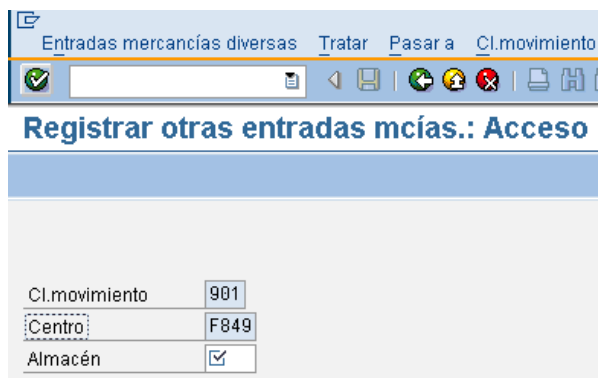 Entradas mercancías diversas Tratar Pasar a Cl.movimiento
Registrar otras entradas mcías.: Acceso
Cl.movimiento 901
Centro F849
Almacén